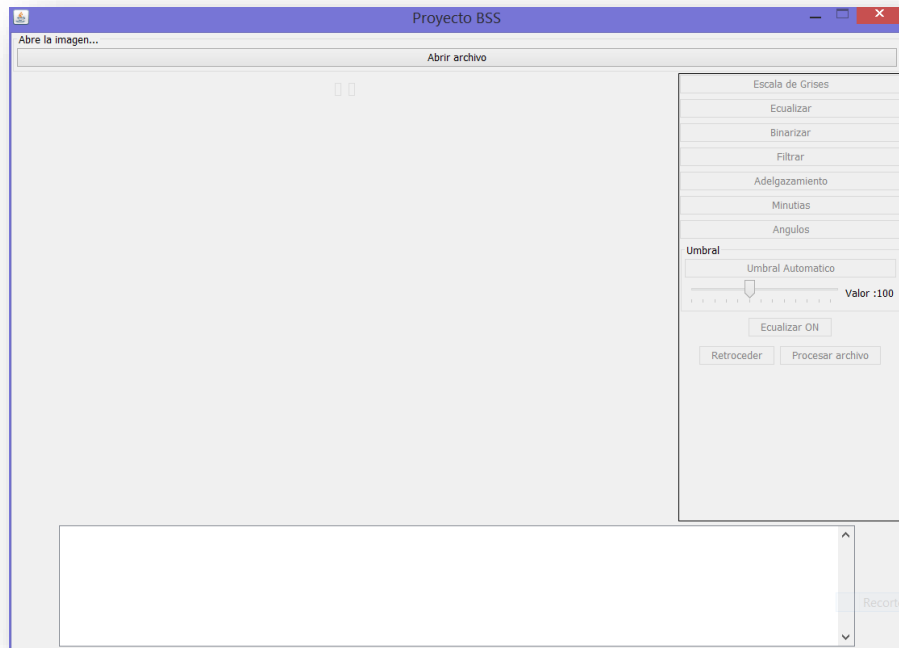 Proyecto BSS
Abre la imagen...
Abrir archivo
Escala de Grises
Ecualizar
Binarizar
Filtrar
Adelgazamiento
Minutias
Angulos
Umbral
Umbral Automatico
Valor :100
Ecualizar ON
Retroceder Procesar archivo